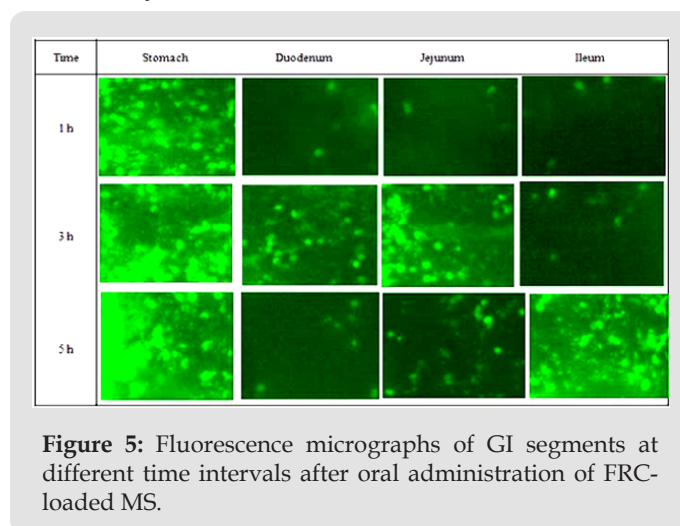 Time Stomach Duodenum Jejunum Ileum
1 h
3 h
5 h
Figure 5: Fluorescence micrographs of GI segments at
different time intervals after oral administration of FRC-
loaded MS.